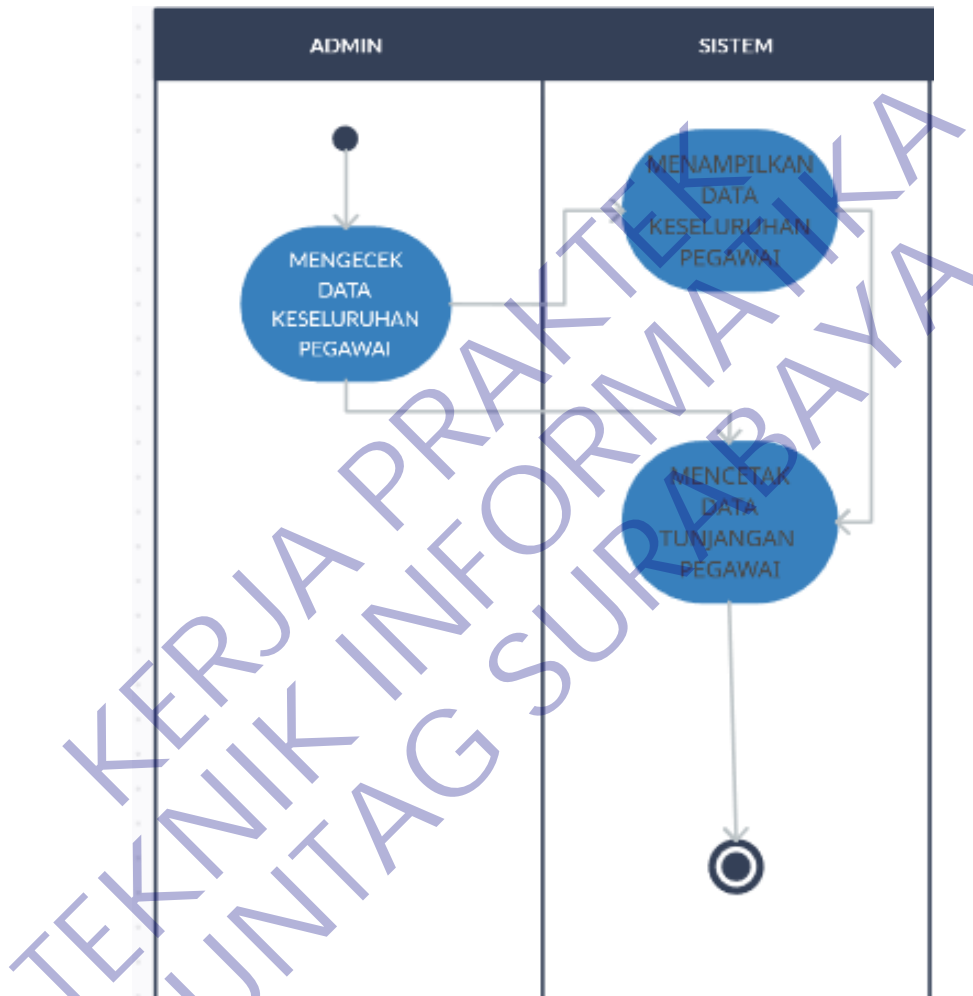 ADMIN
SISTEM
MENGECEK
DATA
KESELURUHAN
PEGAWAI
MENAMPILKAN
DATA
KESELURUHAN
PEGAWAI
MENCETAK
DATA
TUNJANGAN
PEGAWAI
KERJA PRAKTEK
TEKNIK INFORMATIKA
UNTAG SURABAYA